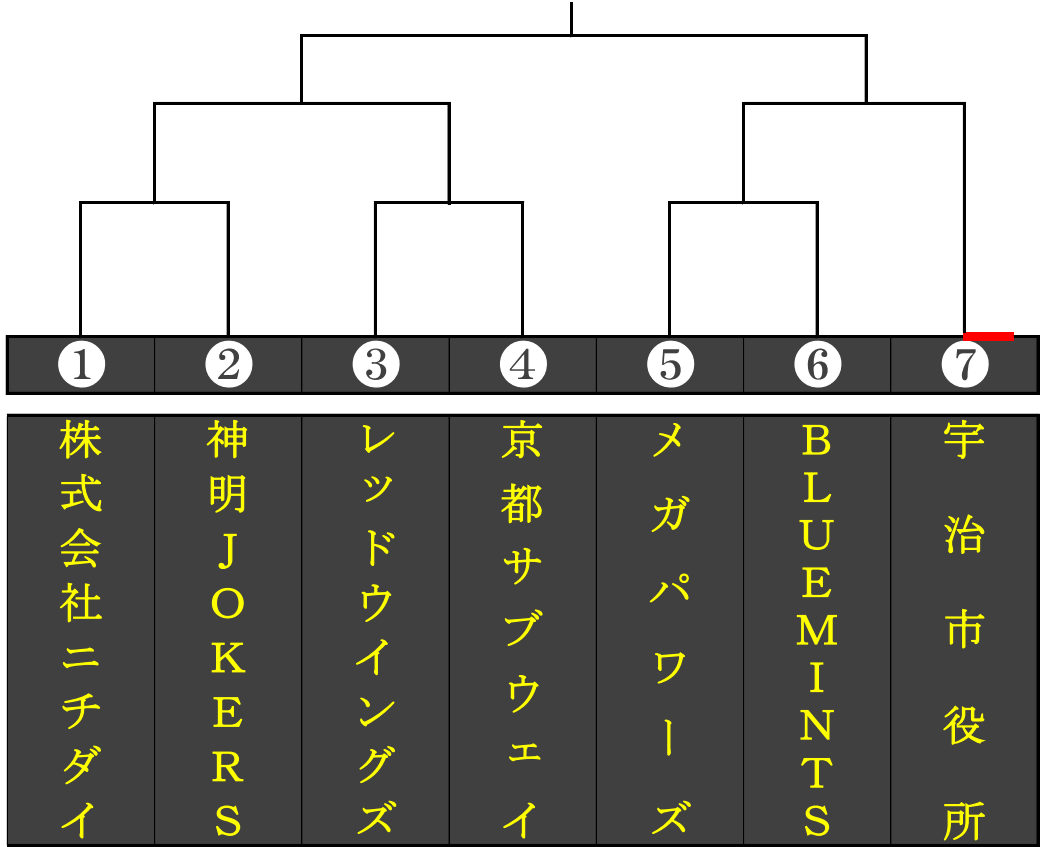 ❶
❷
❸
❹
❺
❻
❼
株式会社ニチダイ
神明JOKERS
レッドウイングズ
京都サブウェイ
メガパワーズ
BLUEMINTS
宇治市役所